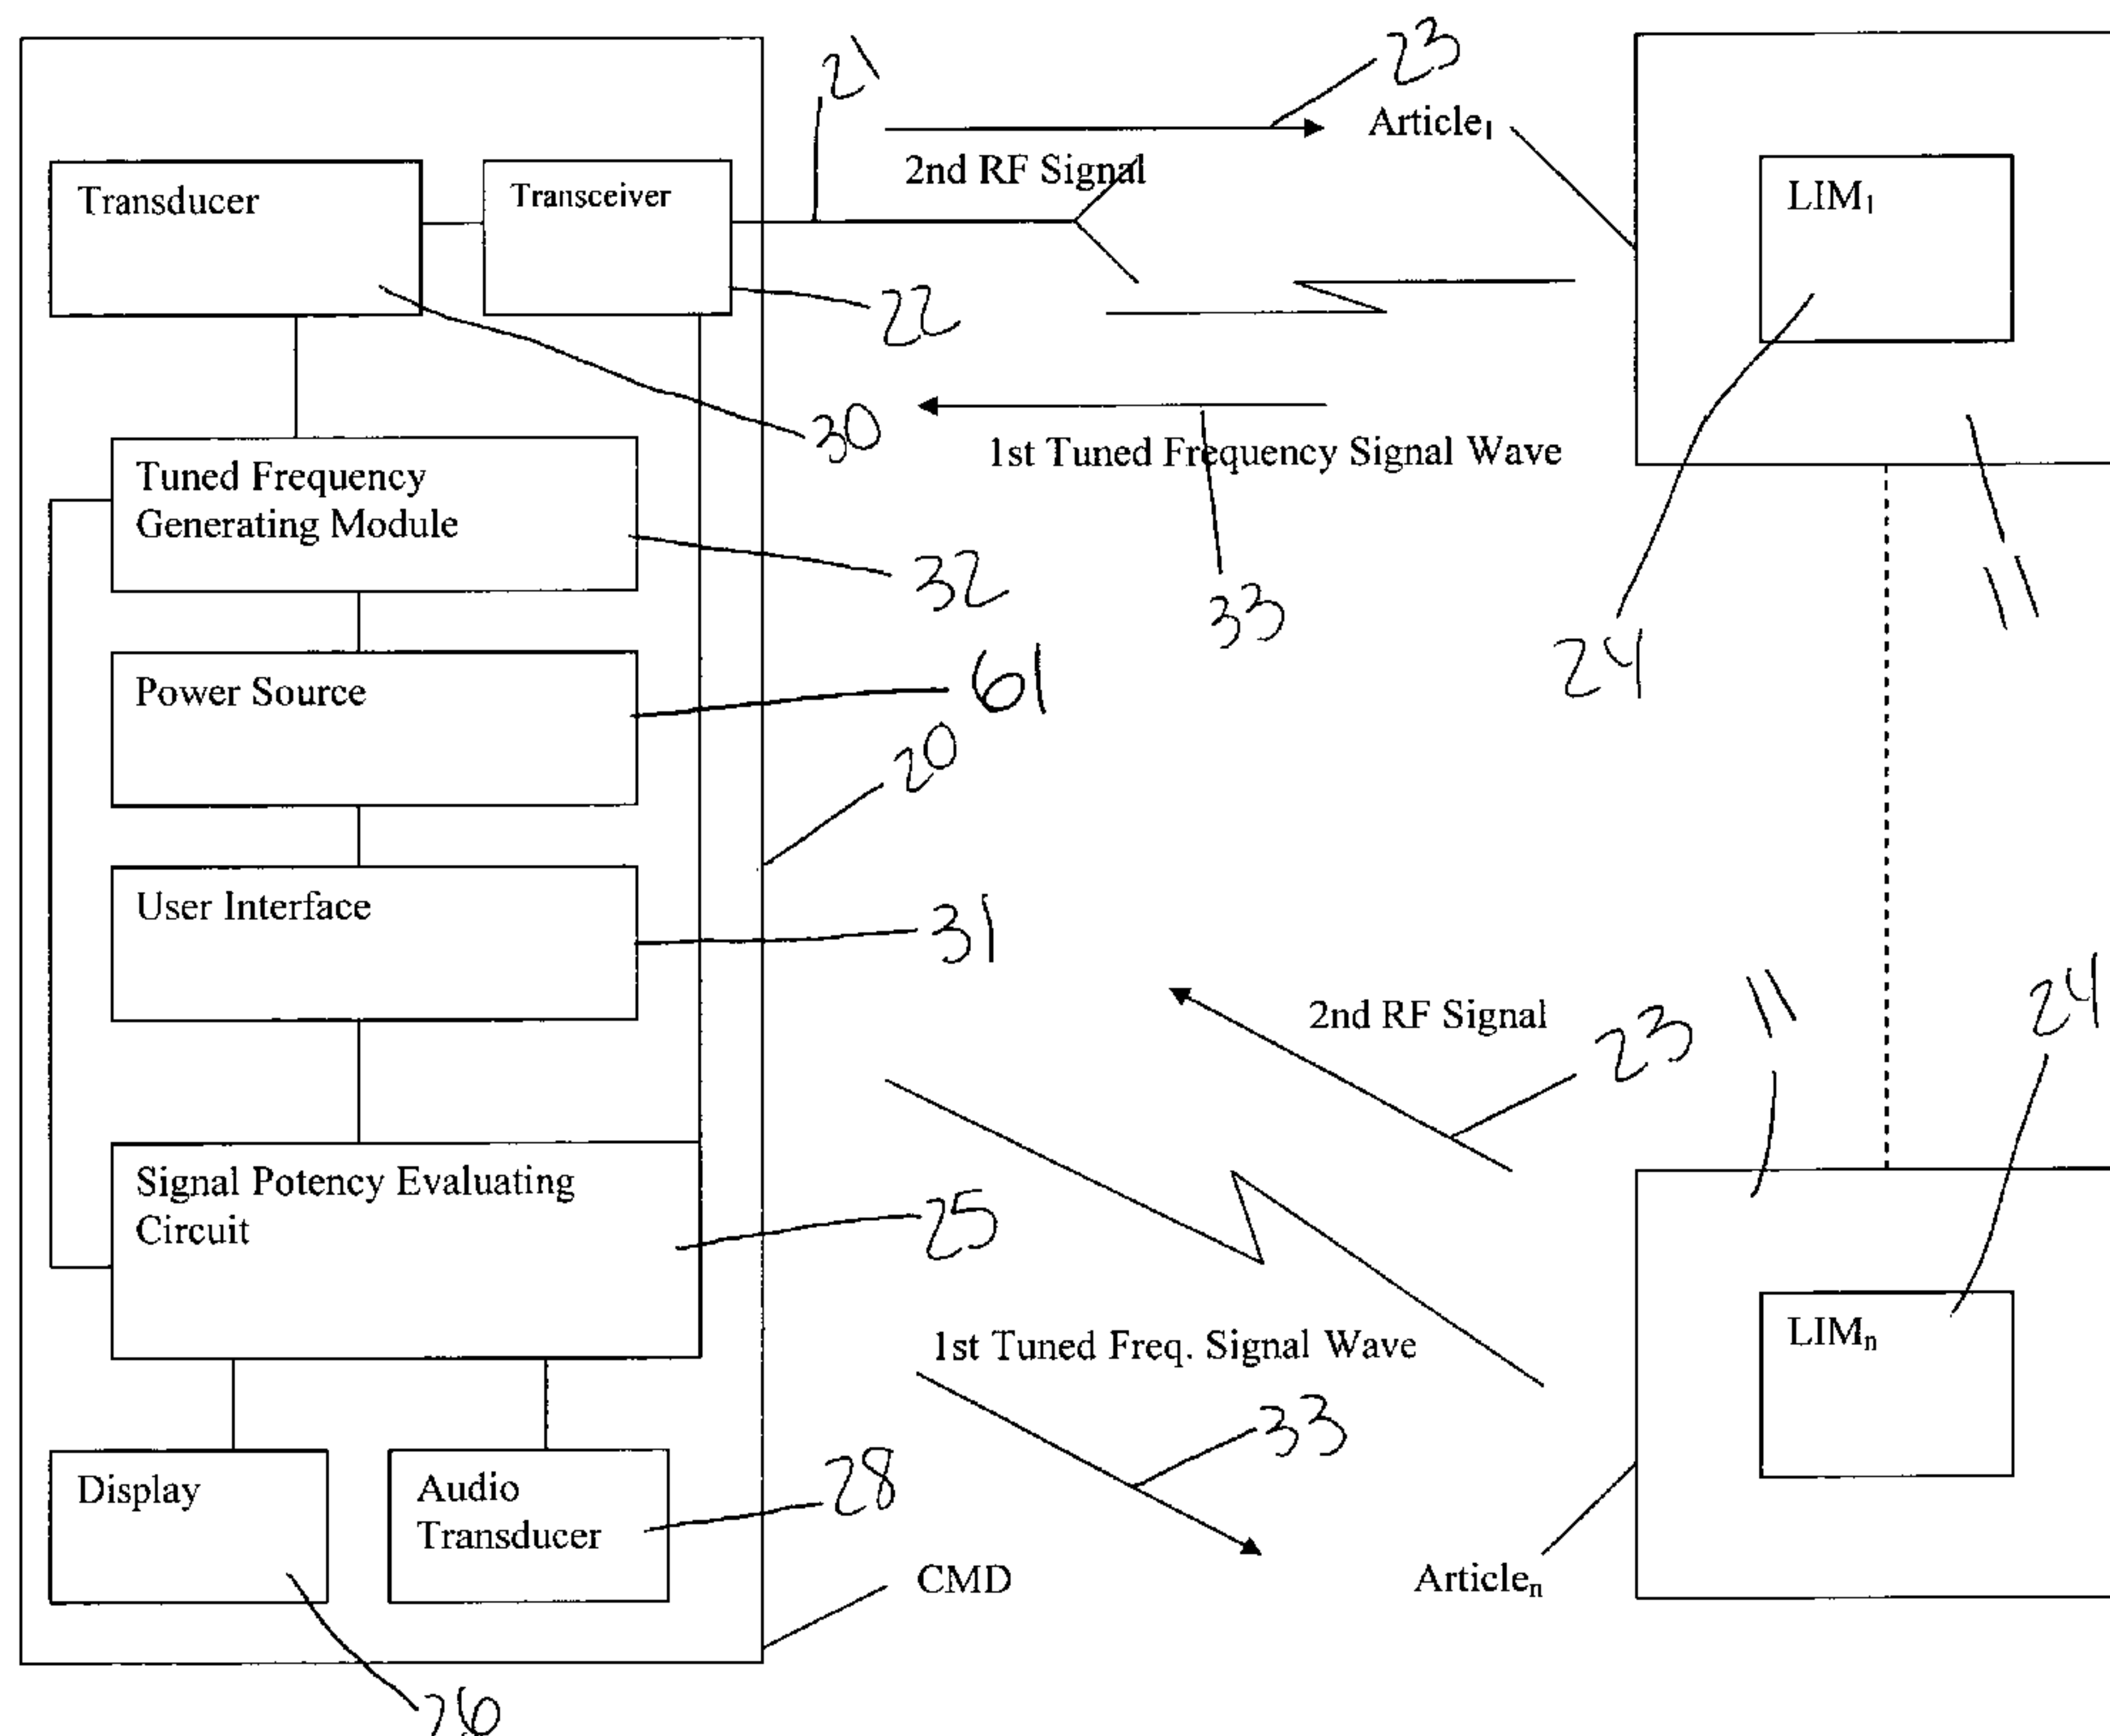 21
23
Article₁
2nd RF Signal
Transducer
Transceiver
LIM₁
22
30
1st Tuned Frequency Signal Wave
Tuned Frequency
Generating Module
32
33
11
24
Power Source
61
20
User Interface
31
2nd RF Signal
23
11
24
Signal Potency Evaluating
Circuit
25
1st Tuned Freq. Signal Wave
LIMₙ
33
Display
Audio
Transducer
28
CMD
Articleₙ
26